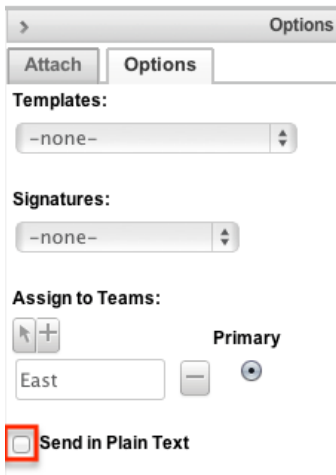 Options
Attach Options
Templates:
-none-
Signatures:
-none-
Assign to Teams:
Primary
East
Send in Plain Text